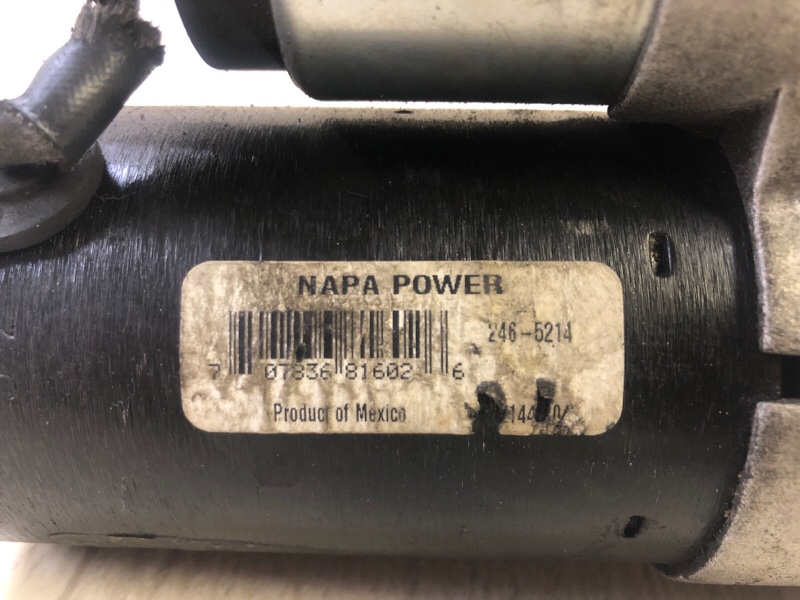 NAPA POWER
246-5214
7 07836 81602 6
Product of Mexico